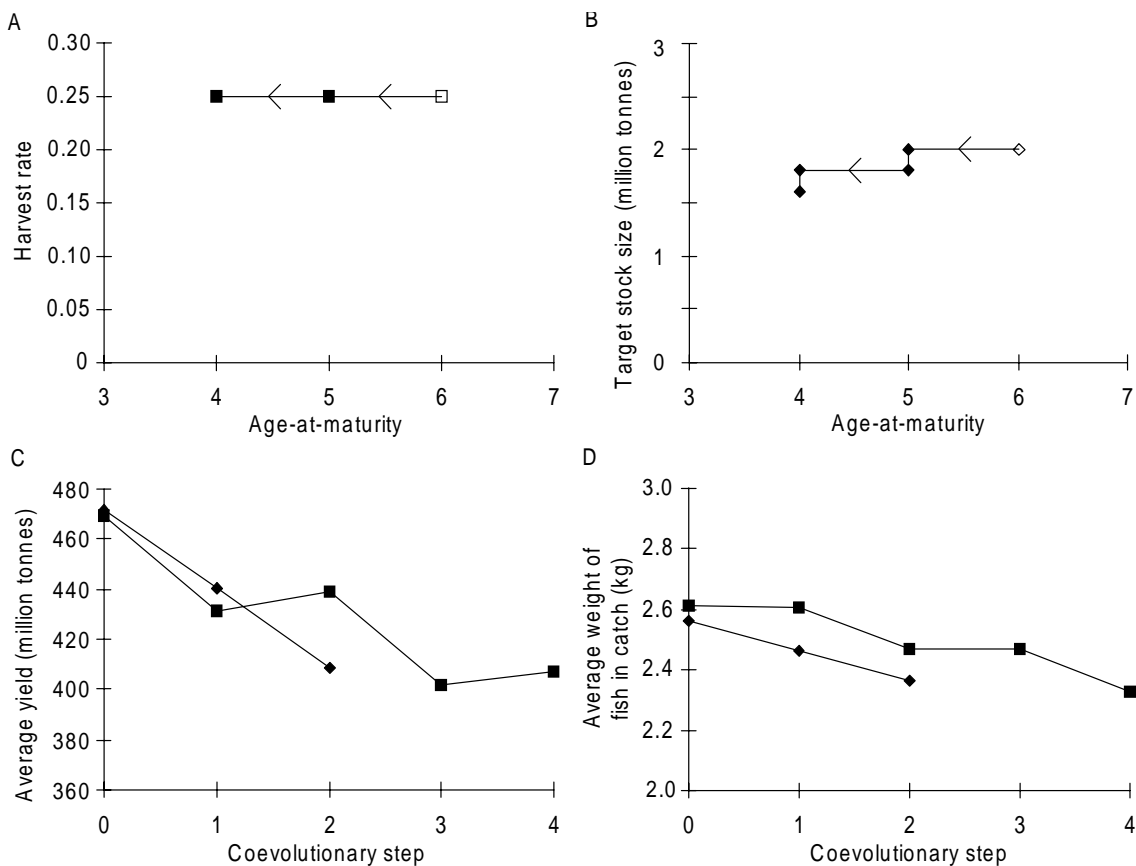 A
0.30
0.25
0.20
0.15
0.10
0.05
0
Harvest rate
3 4 5 6 7
Age-at-maturity
B
3
2
1
0
Target stock size (million tonnes)
3 4 5 6 7
Age-at-maturity
C
480
460
440
420
400
380
360
Average yield (million tonnes)
0 1 2 3 4
Coevolutionary step
D
3.0
2.8
2.6
2.4
2.2
2.0
Average weight of
fish in catch (kg)
0 1 2 3 4
Coevolutionary step